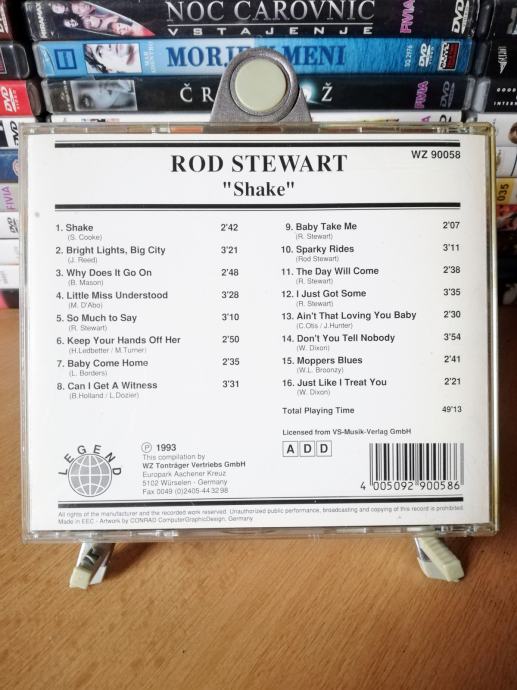 NOČ ČAROVNIC
VSTAJENJE
MIRAMAX
FIVIA
MORJE V MENI
DVD
FIVIA
DVD
FIVIA
WZ 90058
ROD STEWART
"Shake"
1. Shake 2'42
(S. Cooke)
2. Bright Lights, Big City 3'21
(J. Reed)
3. Why Does It Go On 2'48
(B. Mason)
4. Little Miss Understood 3'28
(M. D'Abo)
5. So Much to Say 3'10
(R. Stewart)
6. Keep Your Hands Off Her 2'50
(H.Ledbetter / M.Turner)
7. Baby Come Home 2'35
(L. Borders)
8. Can I Get A Witness 3'31
(B.Holland / L.Dozier)
9. Baby Take Me 2'07
(R. Stewart)
10. Sparky Rides 3'11
(Rod Stewart)
11. The Day Will Come 2'38
(R. Stewart)
12. I Just Got Some 3'35
(R. Stewart)
13. Ain't That Loving You Baby 2'30
(C.Otis / J.Hunter)
14. Don't You Tell Nobody 3'54
(W. Dixon)
15. Moppers Blues 2'41
(W.L. Broonzy)
16. Just Like I Treat You 2'21
(W. Dixon)
Total Playing Time 49'13
Licensed from VS-Musik-Verlag GmbH
A D D
LEGEND
℗ 1993
This compilation by
WZ Tonträger Vertriebs GmbH
Europark Aachener Kreuz
5102 Würselen - Germany
Fax 0049 (0)2405-44 32 98
4 005092 900586
All rights of the manufacturer and the recorded work reserved. Unauthorized public performance, broadcasting and copying of this record is prohibited.
Made in EEC - Artwork by CONRAD ComputerGraphicDesign, Germany